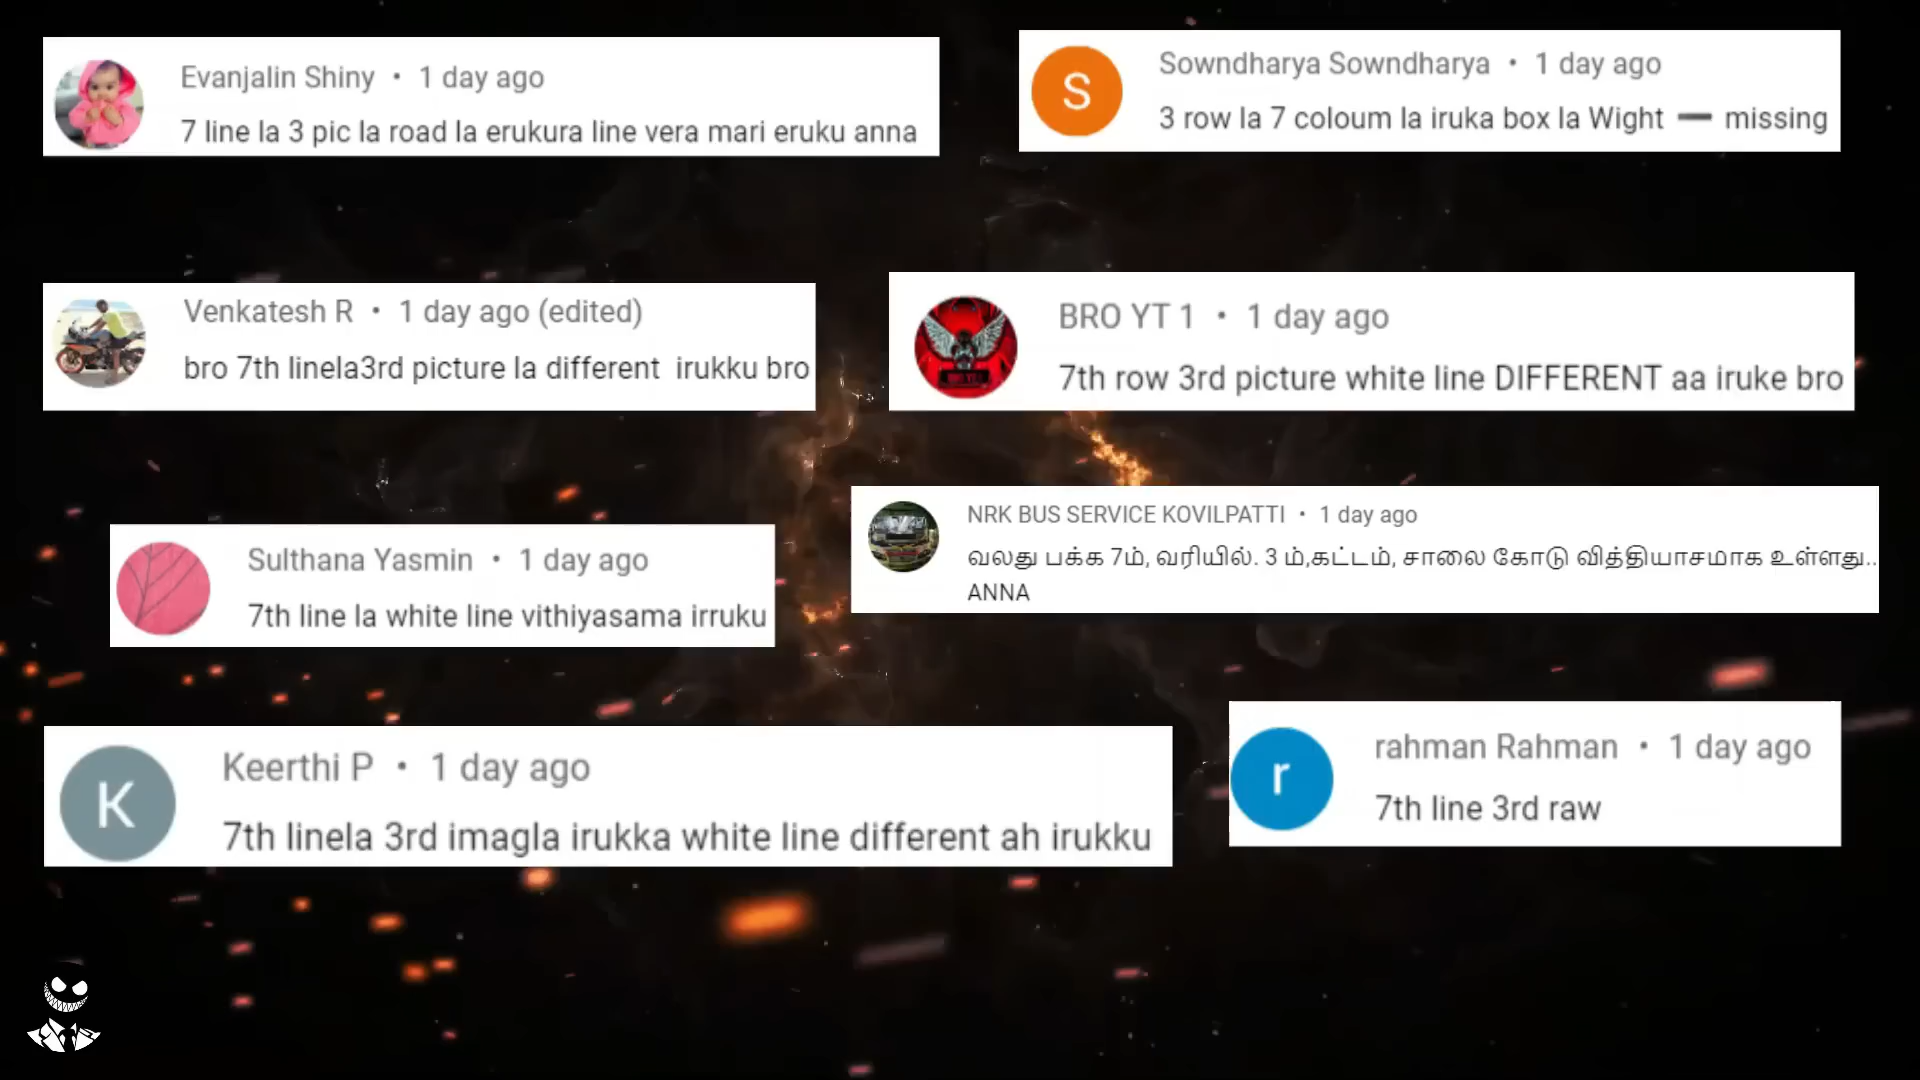 Evanjalin Shiny • 1 day ago
7 line la 3 pic la road la erukura line vera mari eruku anna
S
Sowndharya Sowndharya • 1 day ago
3 row la 7 coloum la iruka box la Wight ➖ missing
Venkatesh R • 1 day ago (edited)
bro 7th linela3rd picture la different irukku bro
BRO YT 1 • 1 day ago
7th row 3rd picture white line DIFFERENT aa iruke bro
Sulthana Yasmin • 1 day ago
7th line la white line vithiyasama irruku
NRK BUS SERVICE KOVILPATTI • 1 day ago
வலது பக்க 7ம், வரியில். 3 ம்,கட்டம், சாலை கோடு வித்தியாசமாக உள்ளது..
ANNA
K
Keerthi P • 1 day ago
7th linela 3rd imagla irukka white line different ah irukku
r
rahman Rahman • 1 day ago
7th line 3rd raw